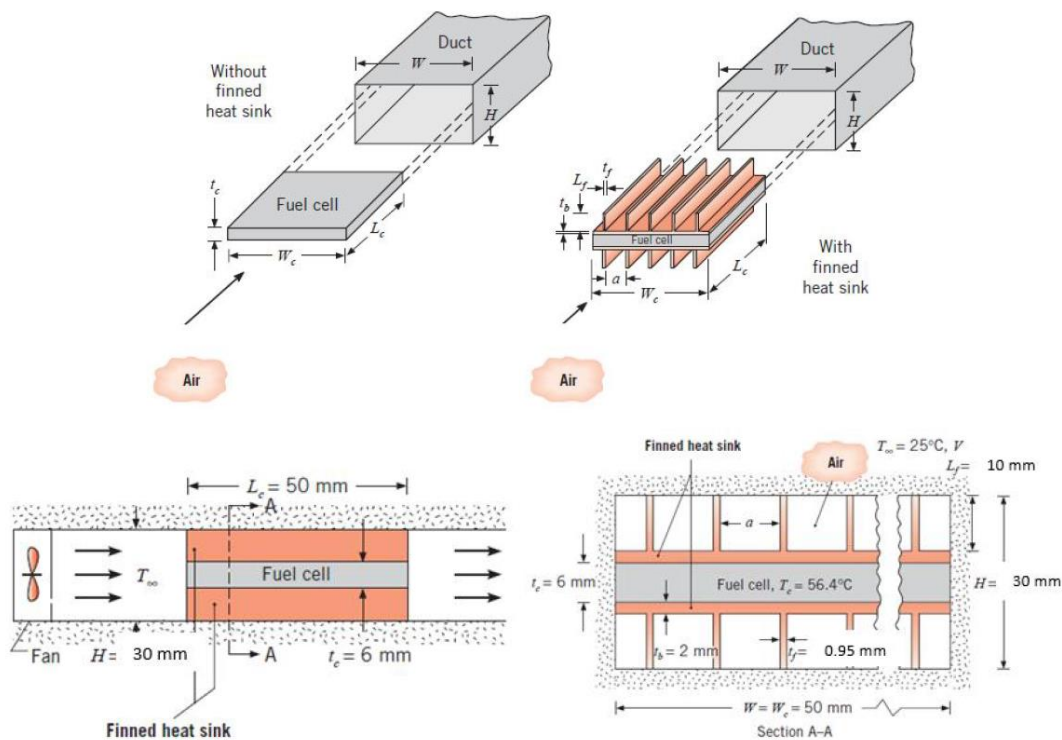 Without
finned
heat sink
Duct
W
H
t_c
Fuel cell
L_c
W_c
Air
Duct
W
H
t_f
L_f
t_b
Fuel cell
a
W_c
L_c
With
finned
heat sink
Air
L_c = 50 mm
A
T∞
Fuel cell
Fan
H = 30 mm
A
t_c = 6 mm
Finned heat sink
Finned heat sink
Air
T∞ = 25°C, V
L_f = 10 mm
a
t_c = 6 mm
Fuel cell, T_c = 56.4°C
H = 30 mm
t_b = 2 mm
t_f = 0.95 mm
W = W_c = 50 mm
Section A–A